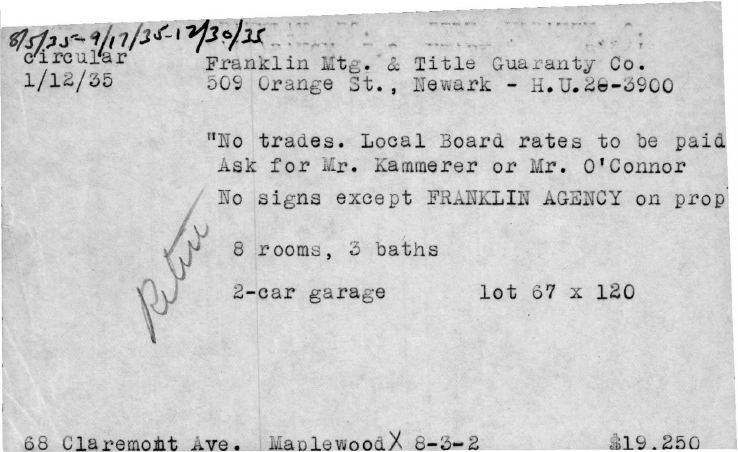 8/5/35-9/17/35-12/30/35
circular Franklin Mtg. & Title Guaranty Co.
1/12/35 509 Orange St., Newark - H.U.28-3900
"No trades. Local Board rates to be paid
Ask for Mr. Kammerer or Mr. O'Connor
No signs except FRANKLIN AGENCY on prop
8 rooms, 3 baths
2-car garage lot 67 x 120
68 Claremont Ave. Maplewood X 8-3-2 $19,250